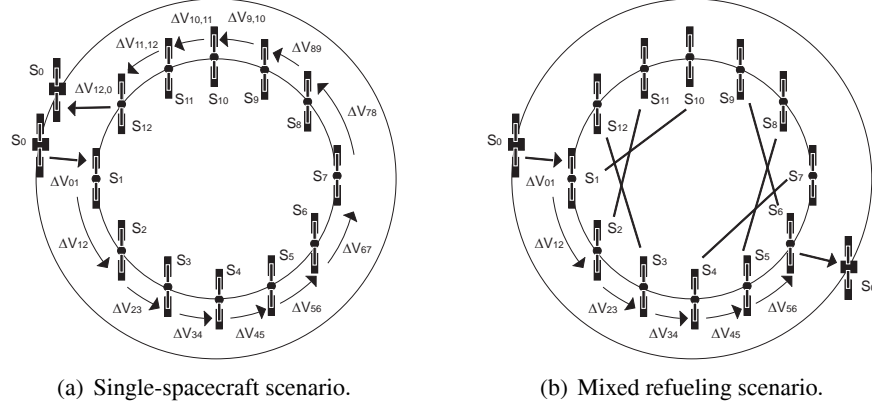 ΔV10,11
ΔV9,10
ΔV11,12
ΔV89
S0
ΔV12,0
S11
S10
S9
S12
S8
ΔV78
S0
ΔV01
S1
S7
S2
S6
ΔV12
ΔV67
S3
S4
S5
ΔV23
ΔV56
ΔV34
ΔV45
(a) Single-spacecraft scenario.
S11
S10
S9
S12
S8
S0
ΔV01
S1
S7
S2
S6
ΔV12
S3
S4
S5
ΔV23
ΔV56
ΔV34
ΔV45
(b) Mixed refueling scenario.